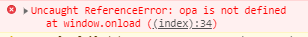 Uncaught ReferenceError: opa is not defined
at window.onload ((index):34)